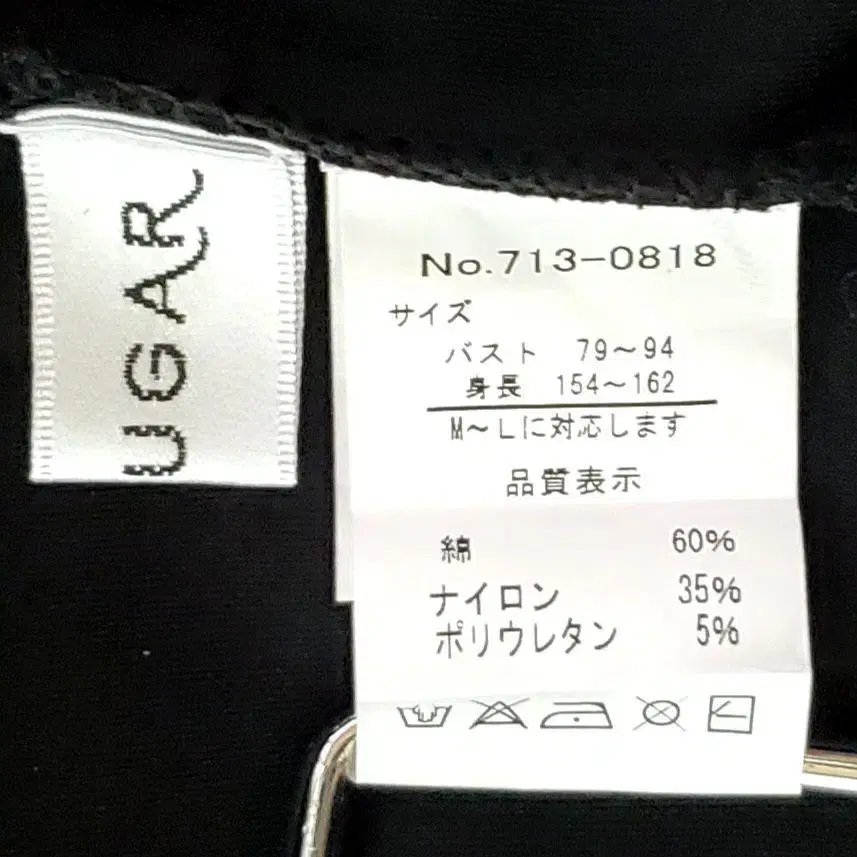 UGAR
No.713-0818
サイズ
バスト 79~94
身長 154~162
M~Lに対応します
品質表示
綿 60%
ナイロン 35%
ポリウレタン 5%